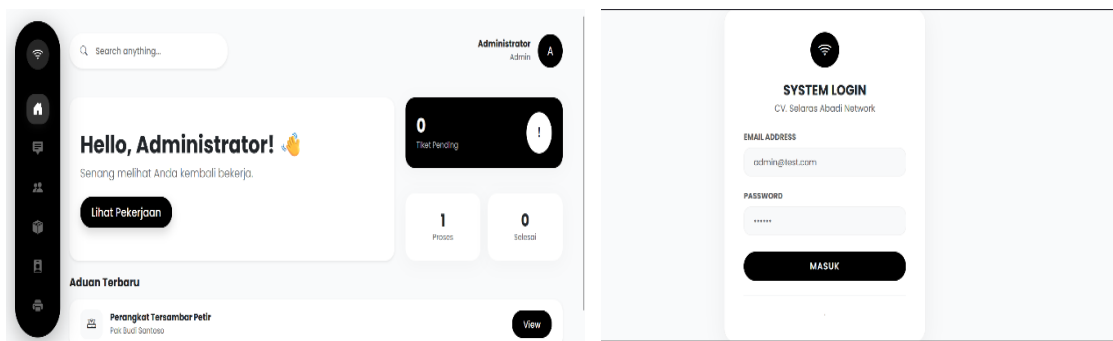 Search anything...
Administrator
Admin
A
Hello, Administrator! 👋
Senang melihat Anda kembali bekerja.
Lihat Pekerjaan
0
Tiket Pending
!
1
Proses
0
Selesai
Aduan Terbaru
Perangkat Tersambar Petir
Pak Budi Santoso
View
SYSTEM LOGIN
CV. Selaras Abadi Network
EMAIL ADDRESS
admin@test.com
PASSWORD
••••••
MASUK